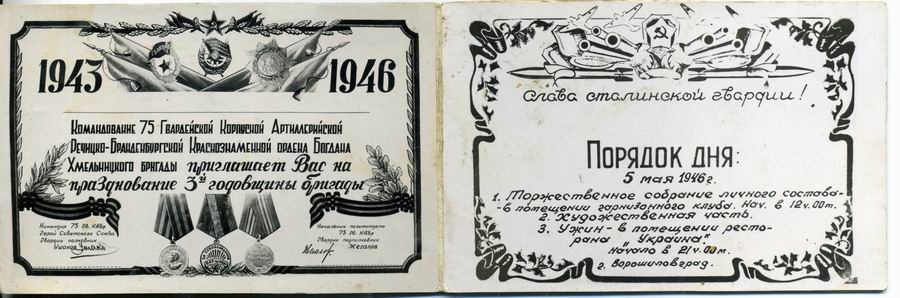 1943 1946
Командование 75 Гвардейской Корпусной Артиллерийской
Речицко-Бранденбургской Краснознаменной ордена Богдана
Хмельницкого бригады приглашает Вас на
празднование 3й годовщины бригады
Командир 75 гв. КАБр
Герой Советского Союза
Гвардии полковник
Ушаков
Начальник политотдела
75 гв. КАБр
Гвардии подполковник
Жегалов
Слава сталинской гвардии!
Порядок дня:
5 мая 1946 г.
1. Торжественное собрание личного состава-
-в помещении гарнизонного клуба. Нач. в 12 ч. 00 m.
2. Художественная часть.
3. Ужин - в помещении ресто-
рана "Украина"
Начало в 21 ч. 00 m.
г. Ворошиловград.